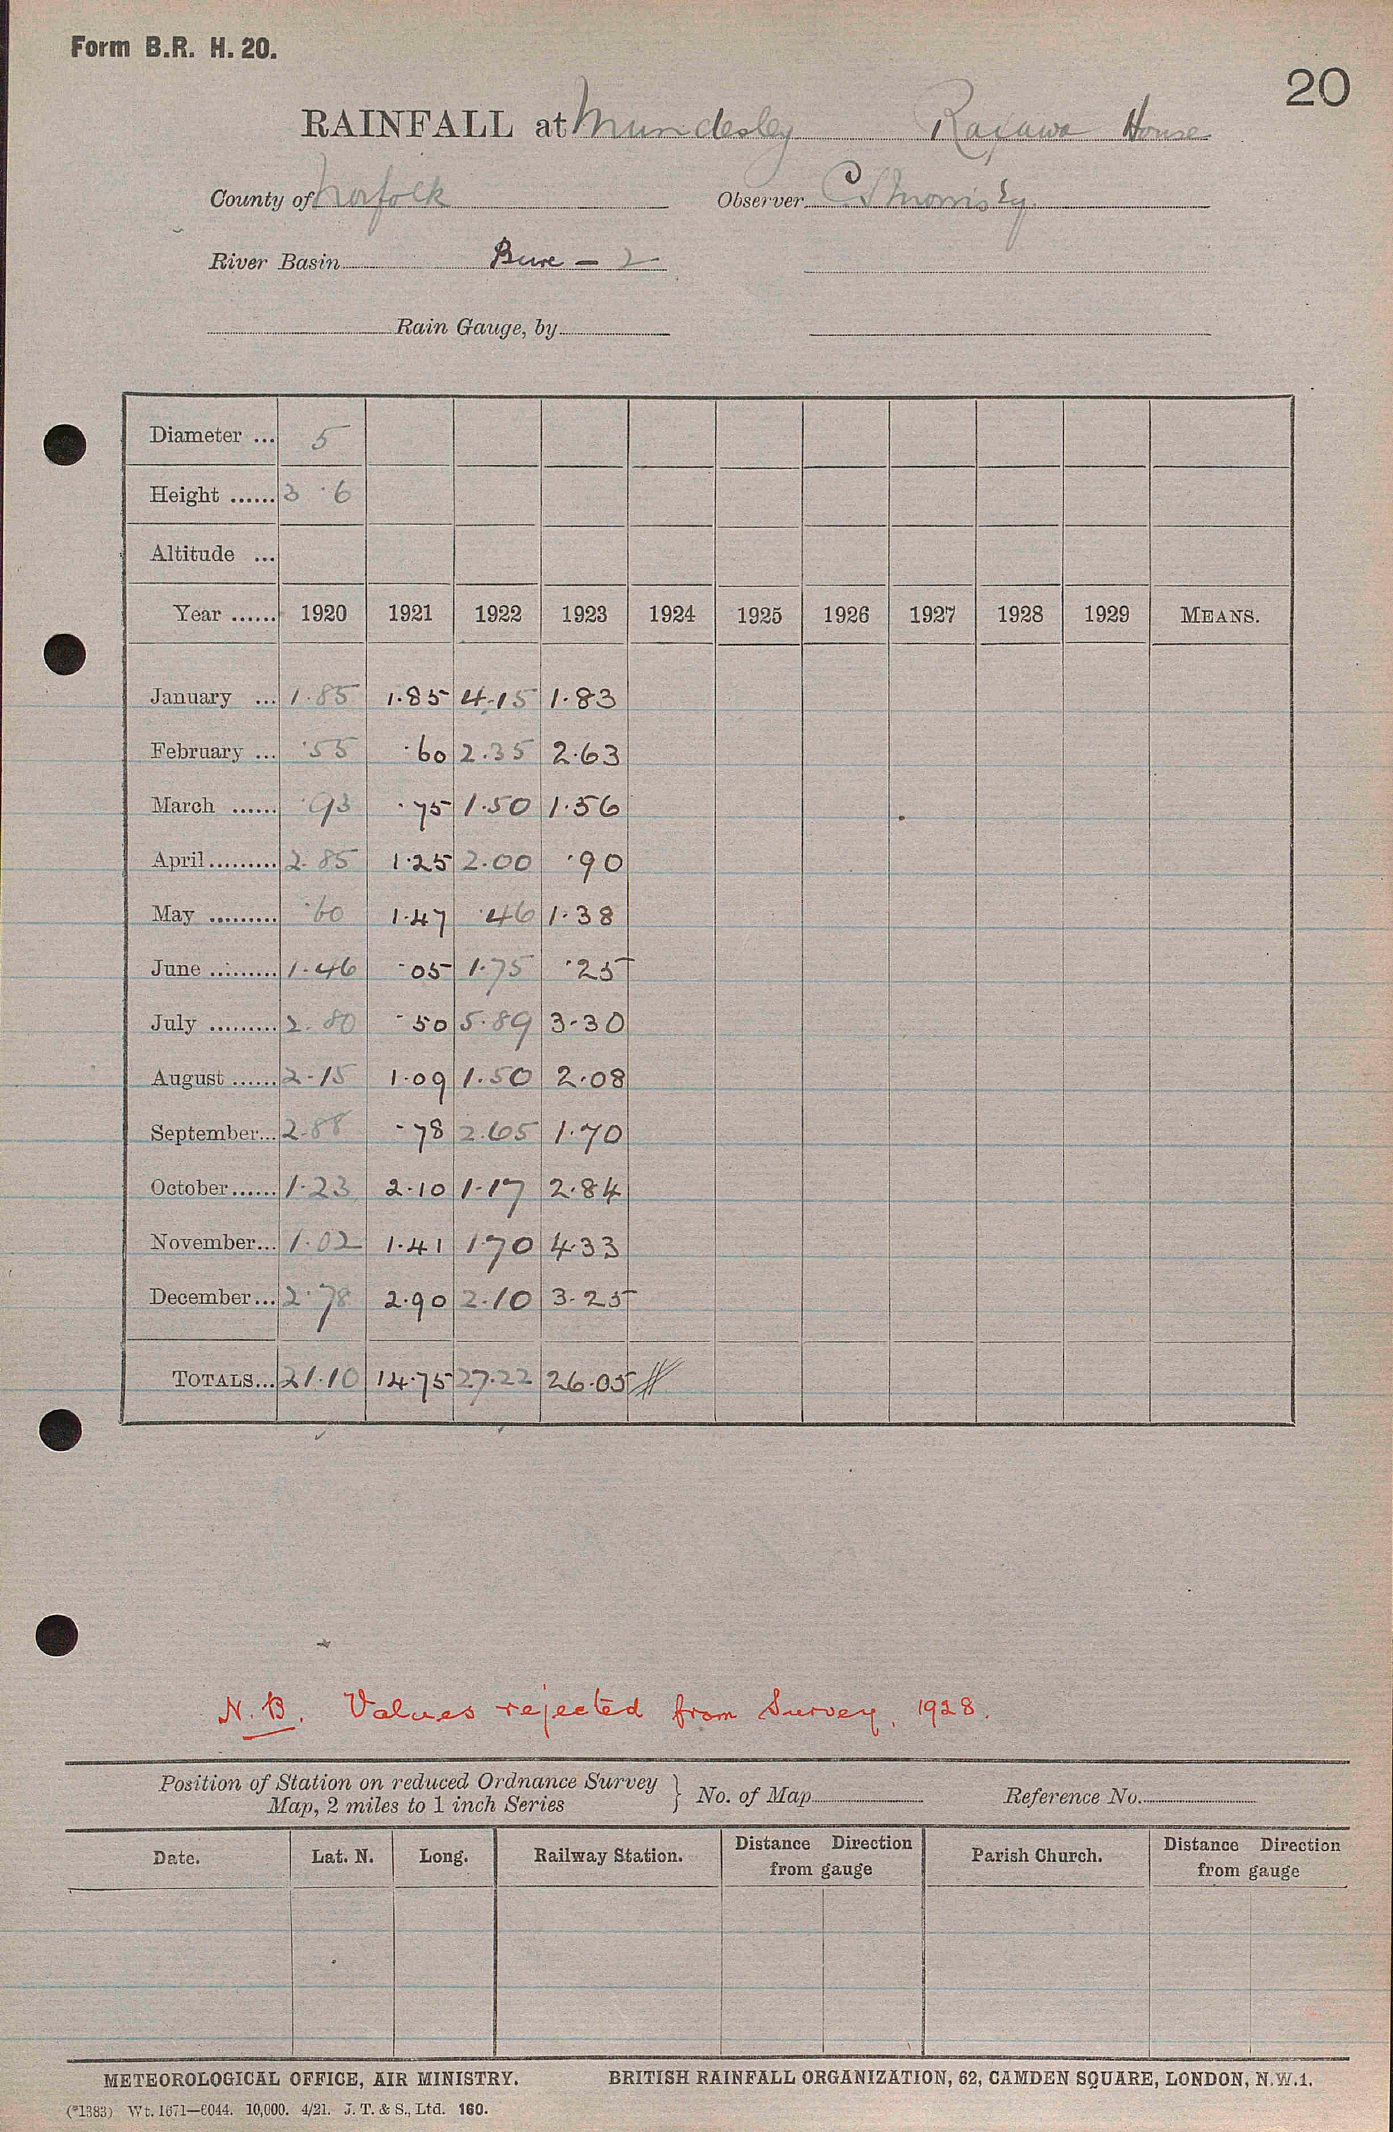 Form B.R. H. 20.
20
RAINFALL at Mundesley House
County of Norfolk Observer C
River Basin Bure - 2
Rain Gauge, by
Diameter ... 5
Height ...... 3 ·6
Altitude ...
Year ...... 1920 1921 1922 1923 1924 1925 1926 1927 1928 1929 MEANS.
January ... 1·85 1·85 4·15 1·83
February ... ·55 ·60 2·35 2·63
March ...... ·93 ·75 1·50 1·56
April ......... 2·85 1·25 2·00 ·90
May ......... ·60 1·47 ·46 1·38
June ......... 1·46 ·05 1·75 ·25
July ......... 2·80 ·50 5·89 3·30
August ...... 2·15 1·09 1·50 2·08
September... 2·88 ·78 2·65 1·70
October...... 1·23 2·10 1·17 2·84
November... 1·02 1·41 1·70 4·33
December... 2·78 2·90 2·10 3·25
TOTALS... 21·10 14·75 27·22 26·05
N.B. Values rejected from Survey, 1928.
Position of Station on reduced Ordnance Survey
Map, 2 miles to 1 inch Series } No. of Map Reference No.
Date. Lat. N. Long. Railway Station. Distance Direction from gauge Parish Church. Distance Direction from gauge
METEOROLOGICAL OFFICE, AIR MINISTRY. BRITISH RAINFALL ORGANIZATION, 62, CAMDEN SQUARE, LONDON, N.W.1.
(*1383) Wt. 1671—6044. 10,000. 4/21. J. T. & S., Ltd. 160.